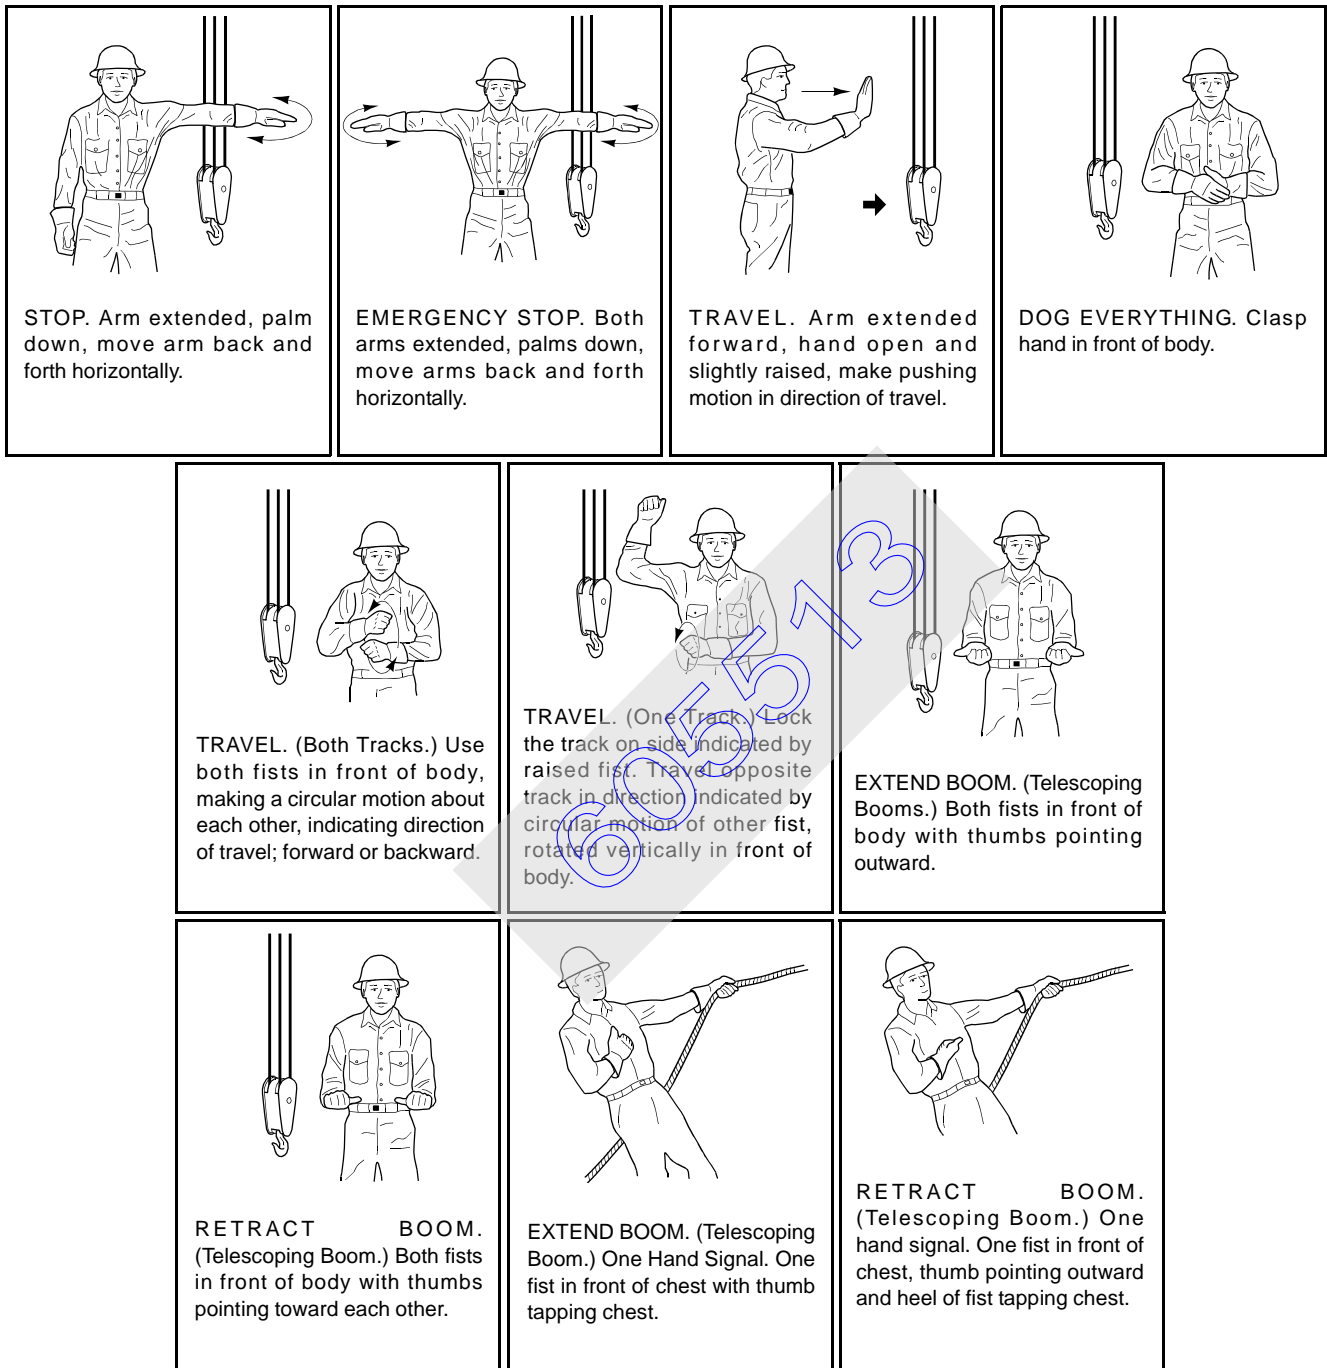 STOP. Arm extended, palm
down, move arm back and
forth horizontally.
EMERGENCY STOP. Both
arms extended, palms down,
move arms back and forth
horizontally.
TRAVEL. Arm extended
forward, hand open and
slightly raised, make pushing
motion in direction of travel.
DOG EVERYTHING. Clasp
hand in front of body.
TRAVEL. (Both Tracks.) Use
both fists in front of body,
making a circular motion about
each other, indicating direction
of travel; forward or backward.
TRAVEL. (One Track.) Lock
the track on side indicated by
raised fist. Travel opposite
track in direction indicated by
circular motion of other fist,
rotated vertically in front of
body.
EXTEND BOOM. (Telescoping
Booms.) Both fists in front of
body with thumbs pointing
outward.
605513
RETRACT BOOM.
(Telescoping Boom.) Both fists
in front of body with thumbs
pointing toward each other.
EXTEND BOOM. (Telescoping
Boom.) One Hand Signal. One
fist in front of chest with thumb
tapping chest.
RETRACT BOOM.
(Telescoping Boom.) One
hand signal. One fist in front of
chest, thumb pointing outward
and heel of fist tapping chest.